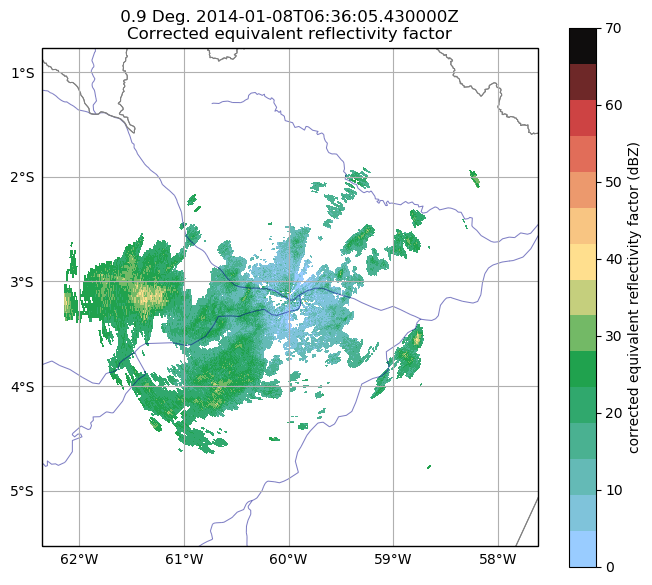 0.9 Deg. 2014-01-08T06:36:05.430000Z
Corrected equivalent reflectivity factor
1°S
2°S
3°S
4°S
5°S
62°W
61°W
60°W
59°W
58°W
70
60
50
40
30
20
10
0
corrected equivalent reflectivity factor (dBZ)